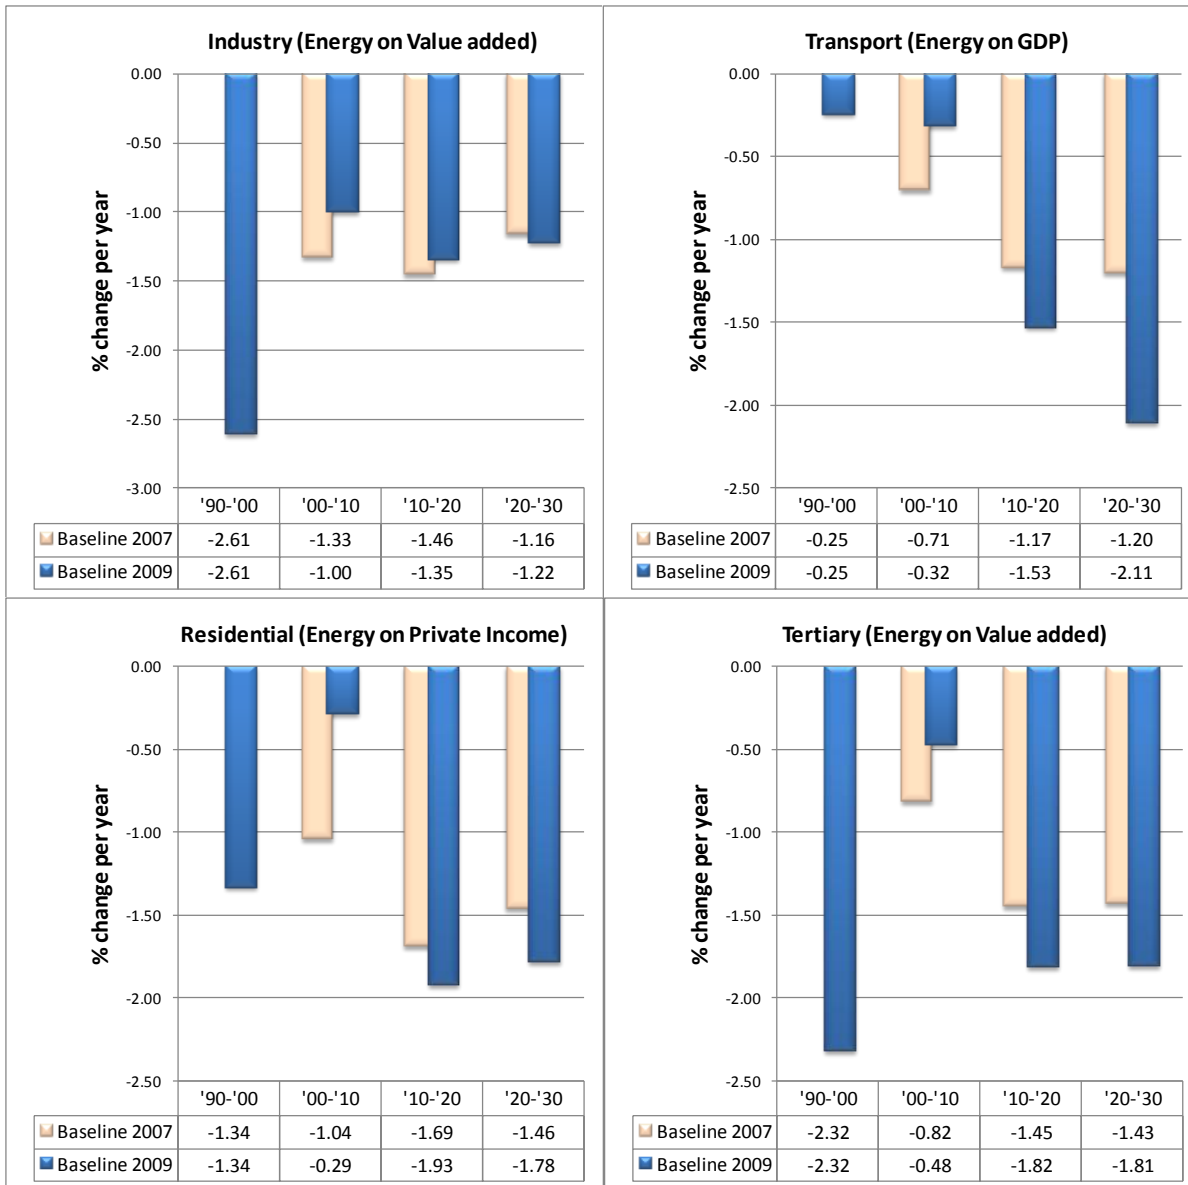 Industry (Energy on Value added)
% change per year
0.00
-0.50
-1.00
-1.50
-2.00
-2.50
-3.00
'90-'00 '00-'10 '10-'20 '20-'30
Baseline 2007 -2.61 -1.33 -1.46 -1.16
Baseline 2009 -2.61 -1.00 -1.35 -1.22
Transport (Energy on GDP)
% change per year
0.00
-0.50
-1.00
-1.50
-2.00
-2.50
'90-'00 '00-'10 '10-'20 '20-'30
Baseline 2007 -0.25 -0.71 -1.17 -1.20
Baseline 2009 -0.25 -0.32 -1.53 -2.11
Residential (Energy on Private Income)
% change per year
0.00
-0.50
-1.00
-1.50
-2.00
-2.50
'90-'00 '00-'10 '10-'20 '20-'30
Baseline 2007 -1.34 -1.04 -1.69 -1.46
Baseline 2009 -1.34 -0.29 -1.93 -1.78
Tertiary (Energy on Value added)
% change per year
0.00
-0.50
-1.00
-1.50
-2.00
-2.50
'90-'00 '00-'10 '10-'20 '20-'30
Baseline 2007 -2.32 -0.82 -1.45 -1.43
Baseline 2009 -2.32 -0.48 -1.82 -1.81